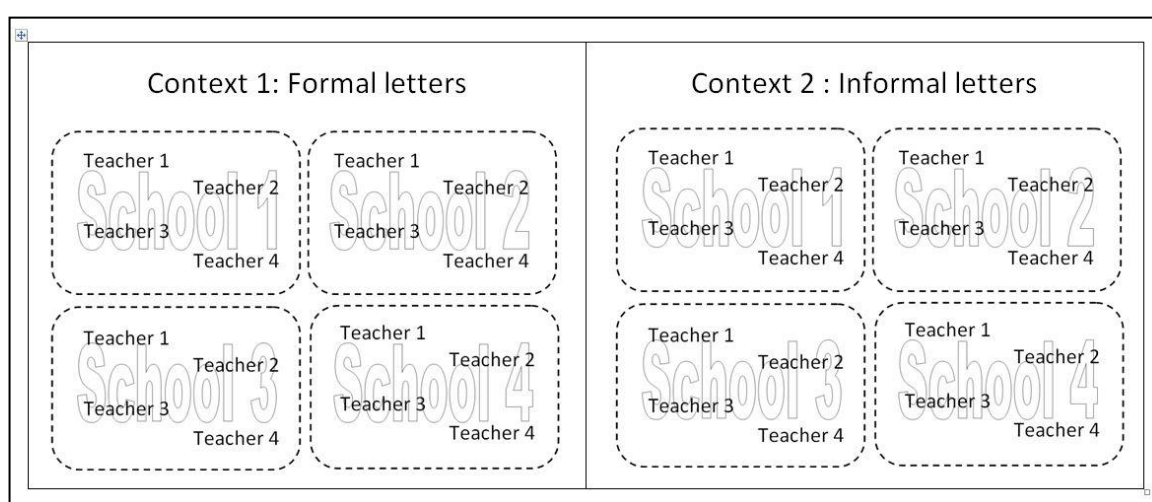 Context 1: Formal letters
Teacher 1
Teacher 2
School 1
Teacher 3
Teacher 4
Teacher 1
Teacher 2
School 2
Teacher 3
Teacher 4
Teacher 1
Teacher 2
School 3
Teacher 3
Teacher 4
Teacher 1
Teacher 2
School 4
Teacher 3
Teacher 4
Context 2 : Informal letters
Teacher 1
Teacher 2
School 1
Teacher 3
Teacher 4
Teacher 1
Teacher 2
School 2
Teacher 3
Teacher 4
Teacher 1
Teacher 2
School 3
Teacher 3
Teacher 4
Teacher 1
Teacher 2
School 4
Teacher 3
Teacher 4